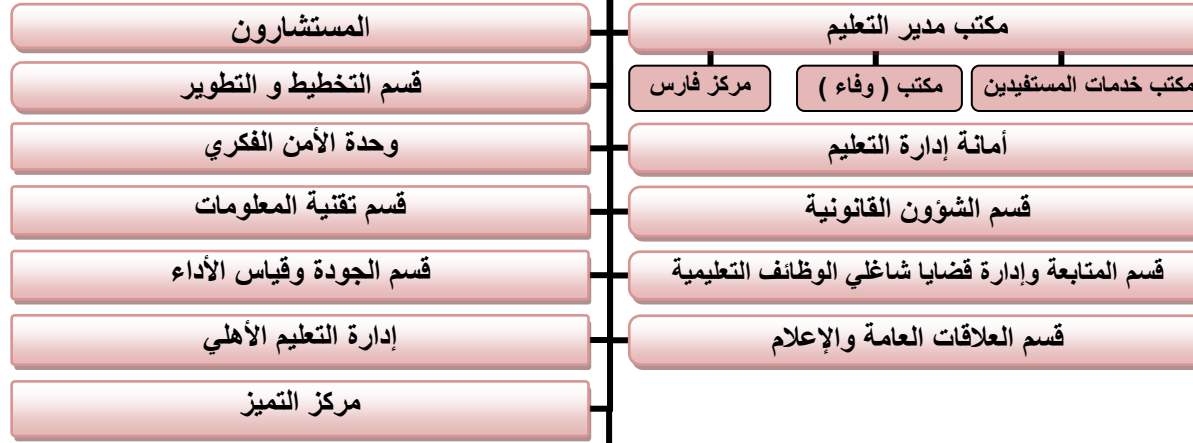 مكتب مدير التعليم
مكتب خدمات المستفيدين
مكتب ( وفاء )
مركز فارس
أمانة إدارة التعليم
قسم الشؤون القانونية
قسم المتابعة وإدارة قضايا شاغلي الوظائف التعليمية
قسم العلاقات العامة والإعلام
المستشارون
قسم التخطيط و التطوير
وحدة الأمن الفكري
قسم تقنية المعلومات
قسم الجودة وقياس الأداء
إدارة التعليم الأهلي
مركز التميز